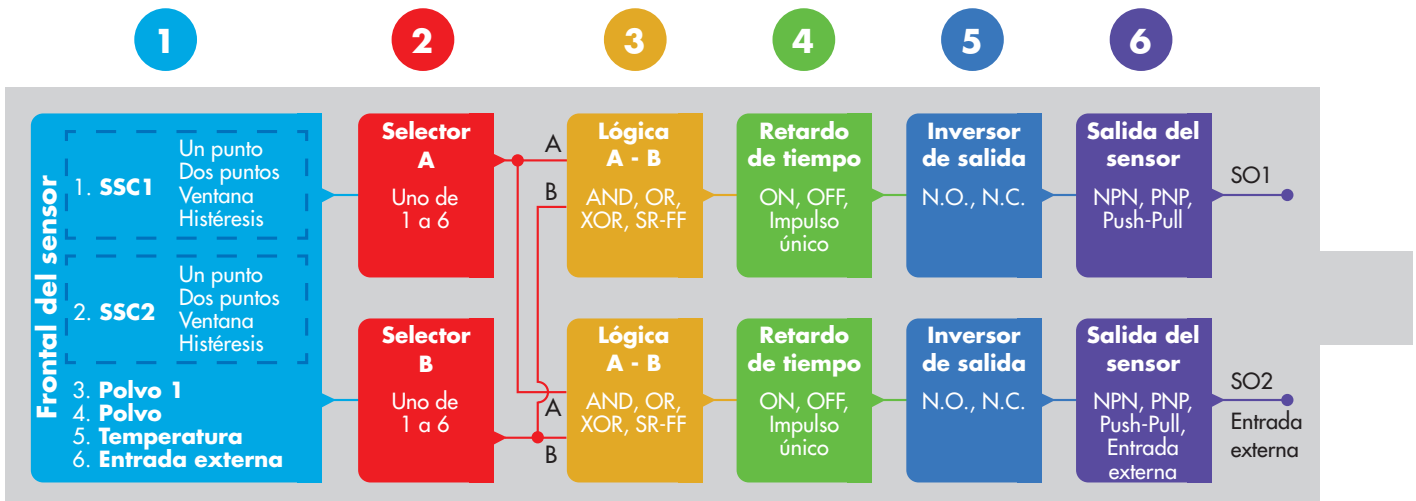 1
2
3
4
5
6
Frontal del sensor
1. SSC1
Un punto
Dos puntos
Ventana
Histéresis
2. SSC2
Un punto
Dos puntos
Ventana
Histéresis
3. Polvo 1
4. Polvo
5. Temperatura
6. Entrada externa
Selector
A
Uno de
1 a 6
Selector
B
Uno de
1 a 6
A
B
A
B
Lógica
A - B
AND, OR,
XOR, SR-FF
Lógica
A - B
AND, OR,
XOR, SR-FF
Retardo
de tiempo
ON, OFF,
Impulso
único
Retardo
de tiempo
ON, OFF,
Impulso
único
Inversor
de salida
N.O., N.C.
Inversor
de salida
N.O., N.C.
Salida del
sensor
NPN, PNP,
Push-Pull
Salida del
sensor
NPN, PNP,
Push-Pull,
Entrada
externa
SO1
SO2
Entrada
externa